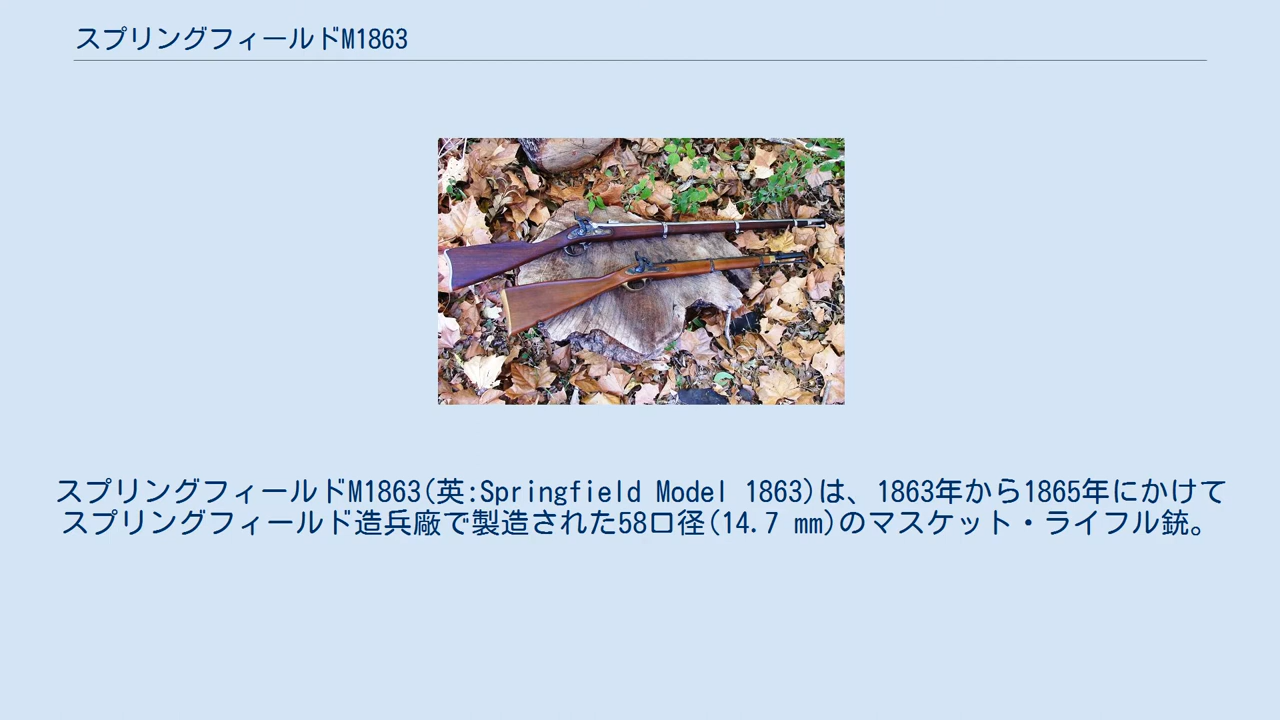 スプリングフィールドM1863
スプリングフィールドM1863(英:Springfield Model 1863)は、1863年から1865年にかけて
スプリングフィールド造兵廠で製造された58口径(14.7 mm)のマスケット・ライフル銃。